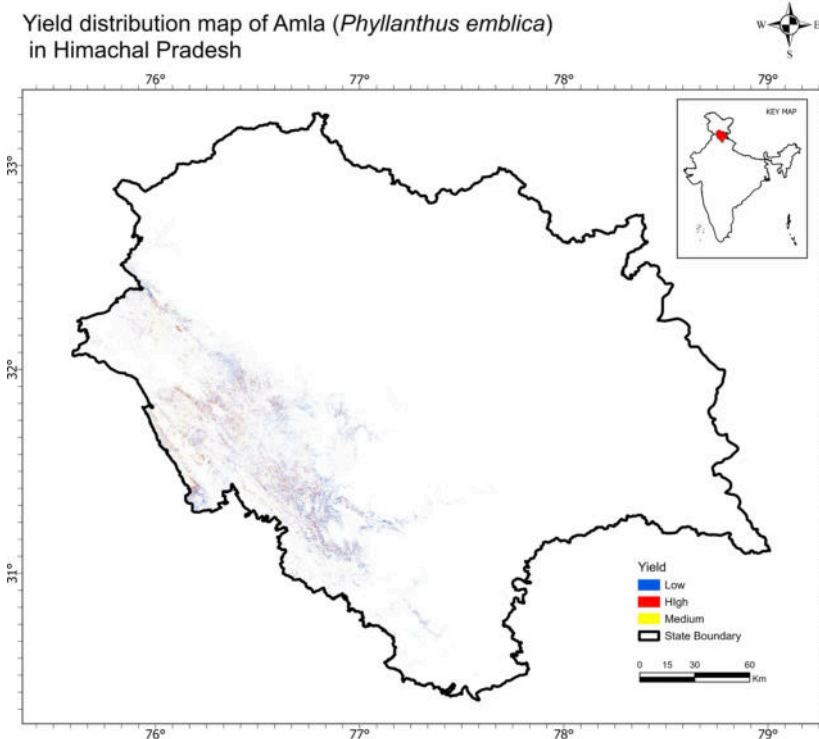 Yield distribution map of Amla (Phyllanthus emblica)
in Himachal Pradesh
W E
S
76° 77° 78° 79°
KEY MAP
33°
32°
31°
Yield
Low
High
Medium
State Boundary
0 15 30 60
Km
76° 77° 78° 79°